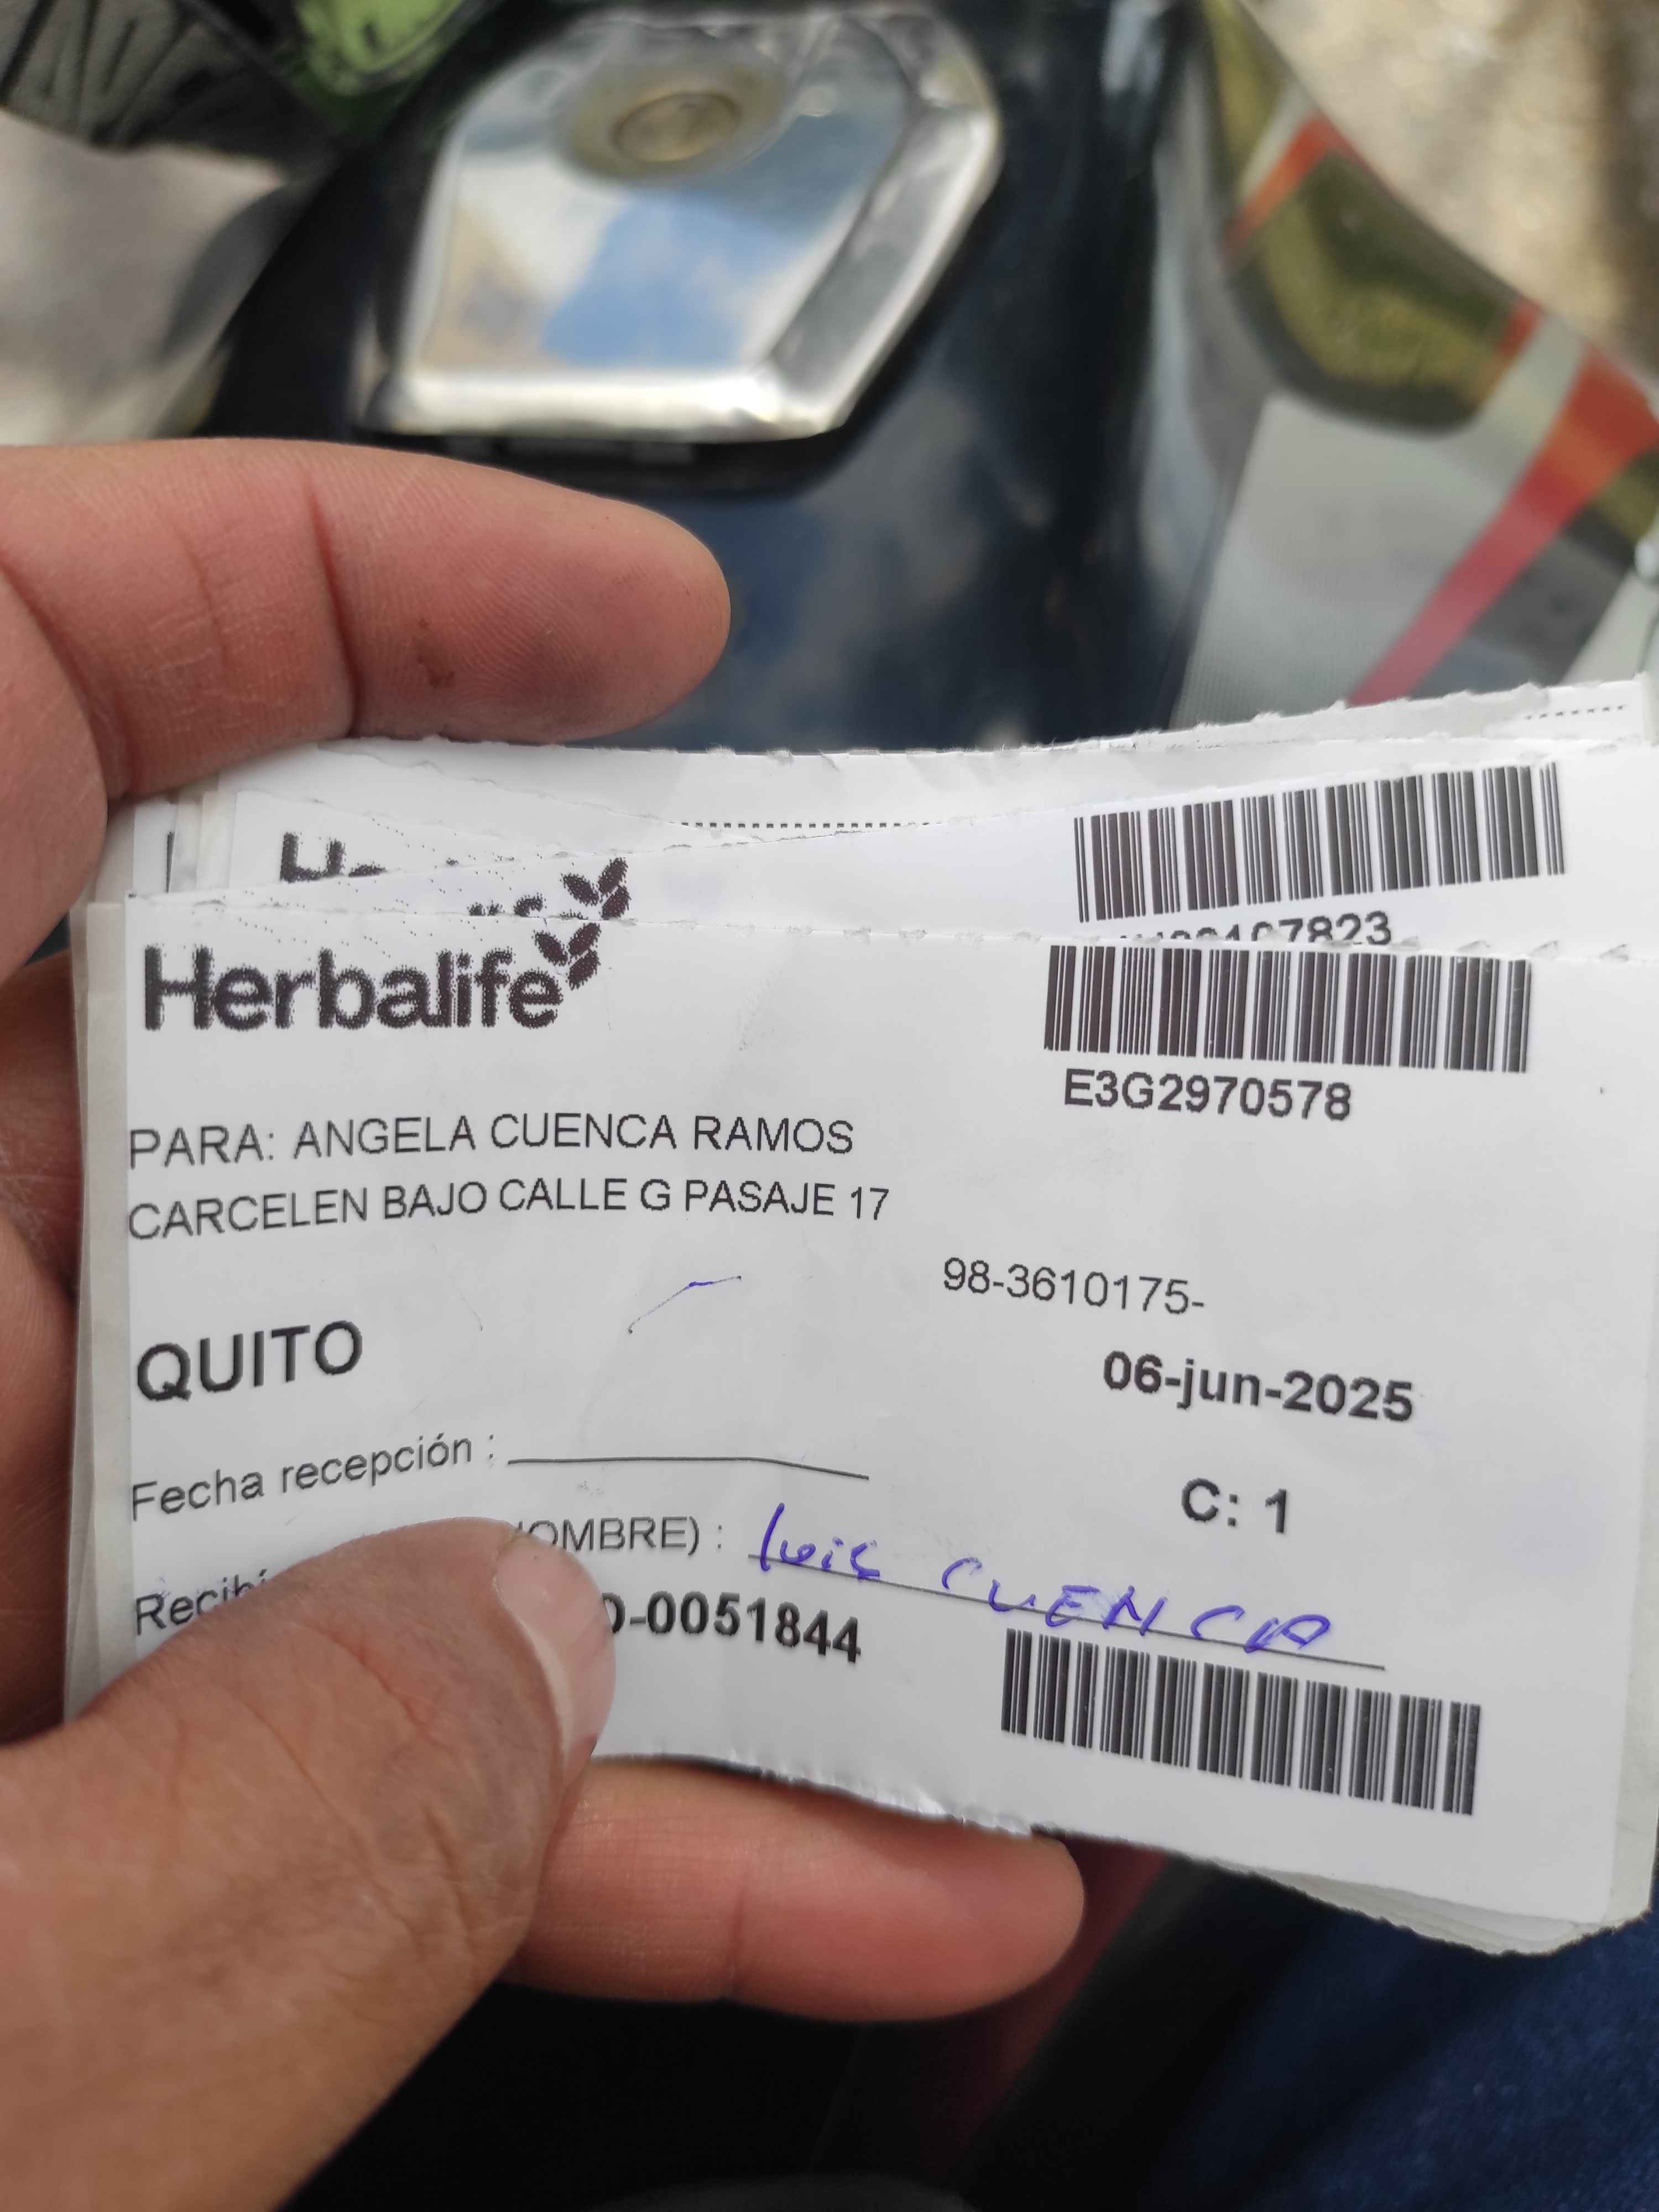 7823
Herbalife
E3G2970578
PARA: ANGELA CUENCA RAMOS
CARCELEN BAJO CALLE G PASAJE 17
98-3610175-
QUITO
06-jun-2025
Fecha recepción :
C: 1
OMBRE) : Luis CUENCA
-0051844